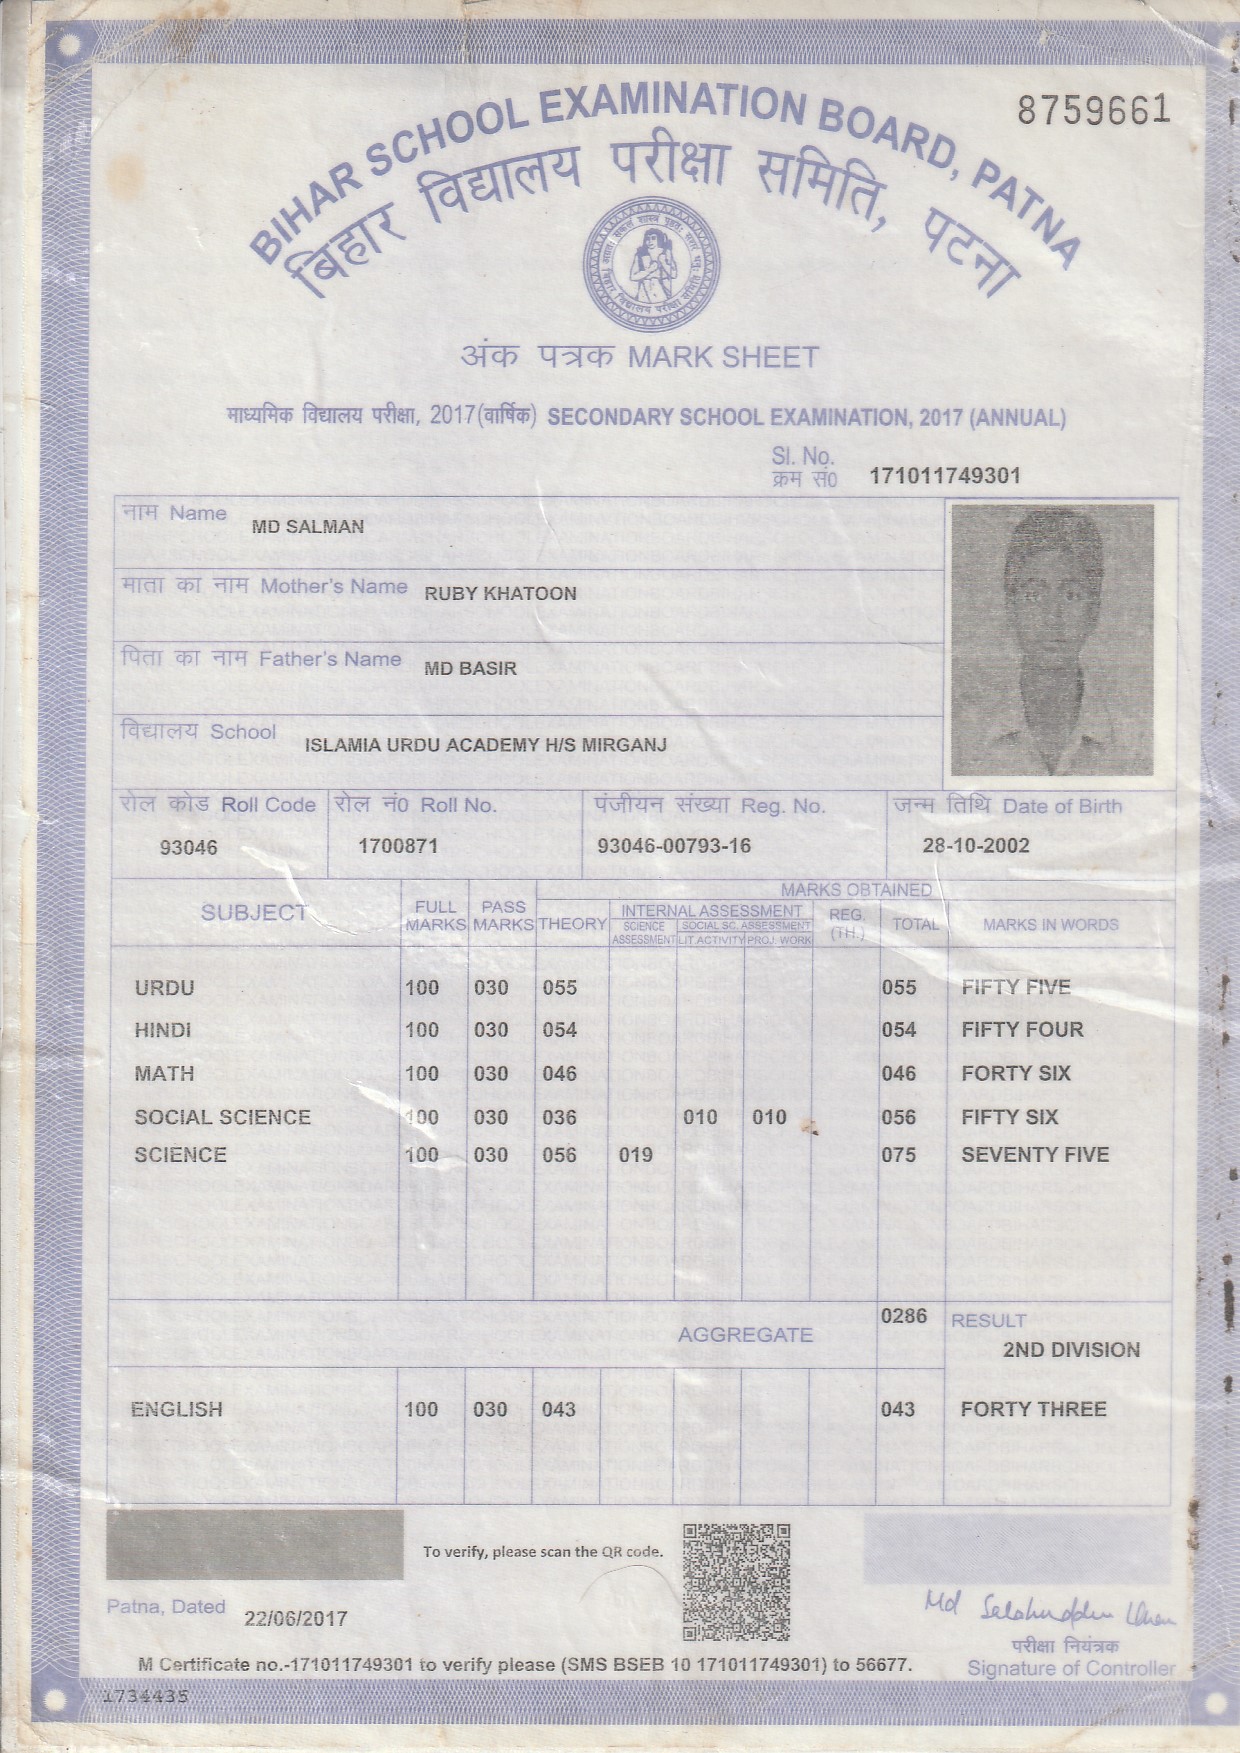 8759661
BIHAR SCHOOL EXAMINATION BOARD, PATNA
बिहार विद्यालय परीक्षा समिति, पटना
अंक पत्रक MARK SHEET
माध्यमिक विद्यालय परीक्षा, 2017(वार्षिक) SECONDARY SCHOOL EXAMINATION, 2017 (ANNUAL)
Sl. No.
क्रम सं0 171011749301
नाम Name MD SALMAN
माता का नाम Mother's Name RUBY KHATOON
पिता का नाम Father's Name MD BASIR
विद्यालय School ISLAMIA URDU ACADEMY H/S MIRGANJ
रोल कोड Roll Code रोल नं0 Roll No. पंजीयन संख्या Reg. No. जन्म तिथि Date of Birth
93046 1700871 93046-00793-16 28-10-2002
MARKS OBTAINED
SUBJECT FULL MARKS PASS MARKS THEORY INTERNAL ASSESSMENT REG. (TH.) TOTAL MARKS IN WORDS
SCIENCE ASSESSMENT SOCIAL SC. ASSESSMENT
LIT ACTIVITY PROJ. WORK
URDU 100 030 055 055 FIFTY FIVE
HINDI 100 030 054 054 FIFTY FOUR
MATH 100 030 046 046 FORTY SIX
SOCIAL SCIENCE 100 030 036 010 010 056 FIFTY SIX
SCIENCE 100 030 056 019 075 SEVENTY FIVE
AGGREGATE 0286 RESULT
2ND DIVISION
ENGLISH 100 030 043 043 FORTY THREE
To verify, please scan the QR code.
Patna, Dated 22/06/2017
Md Salahuddin Khan
परीक्षा नियंत्रक
Signature of Controller
M Certificate no.-171011749301 to verify please (SMS BSEB 10 171011749301) to 56677.
1734435